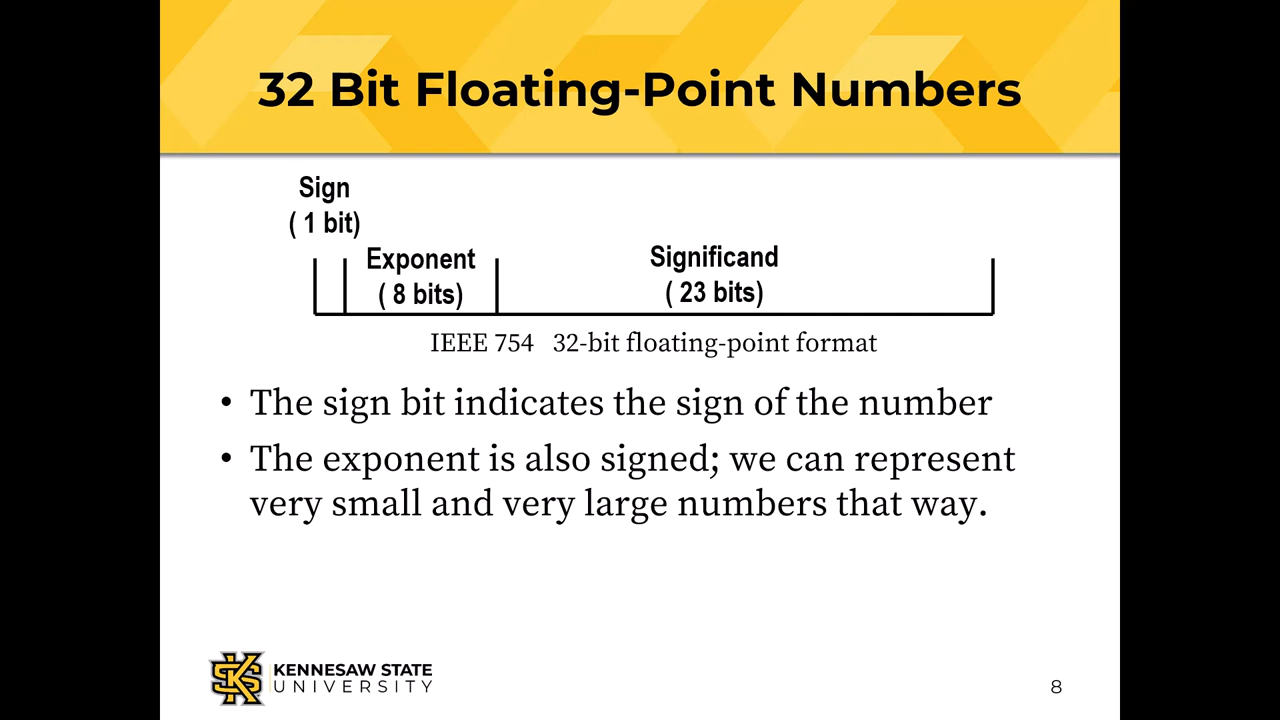 32 Bit Floating-Point Numbers
Sign
( 1 bit)
Exponent
( 8 bits)
Significand
( 23 bits)
IEEE 754 32-bit floating-point format
• The sign bit indicates the sign of the number
• The exponent is also signed; we can represent
very small and very large numbers that way.
KS
KENNESAW STATE
UNIVERSITY
8